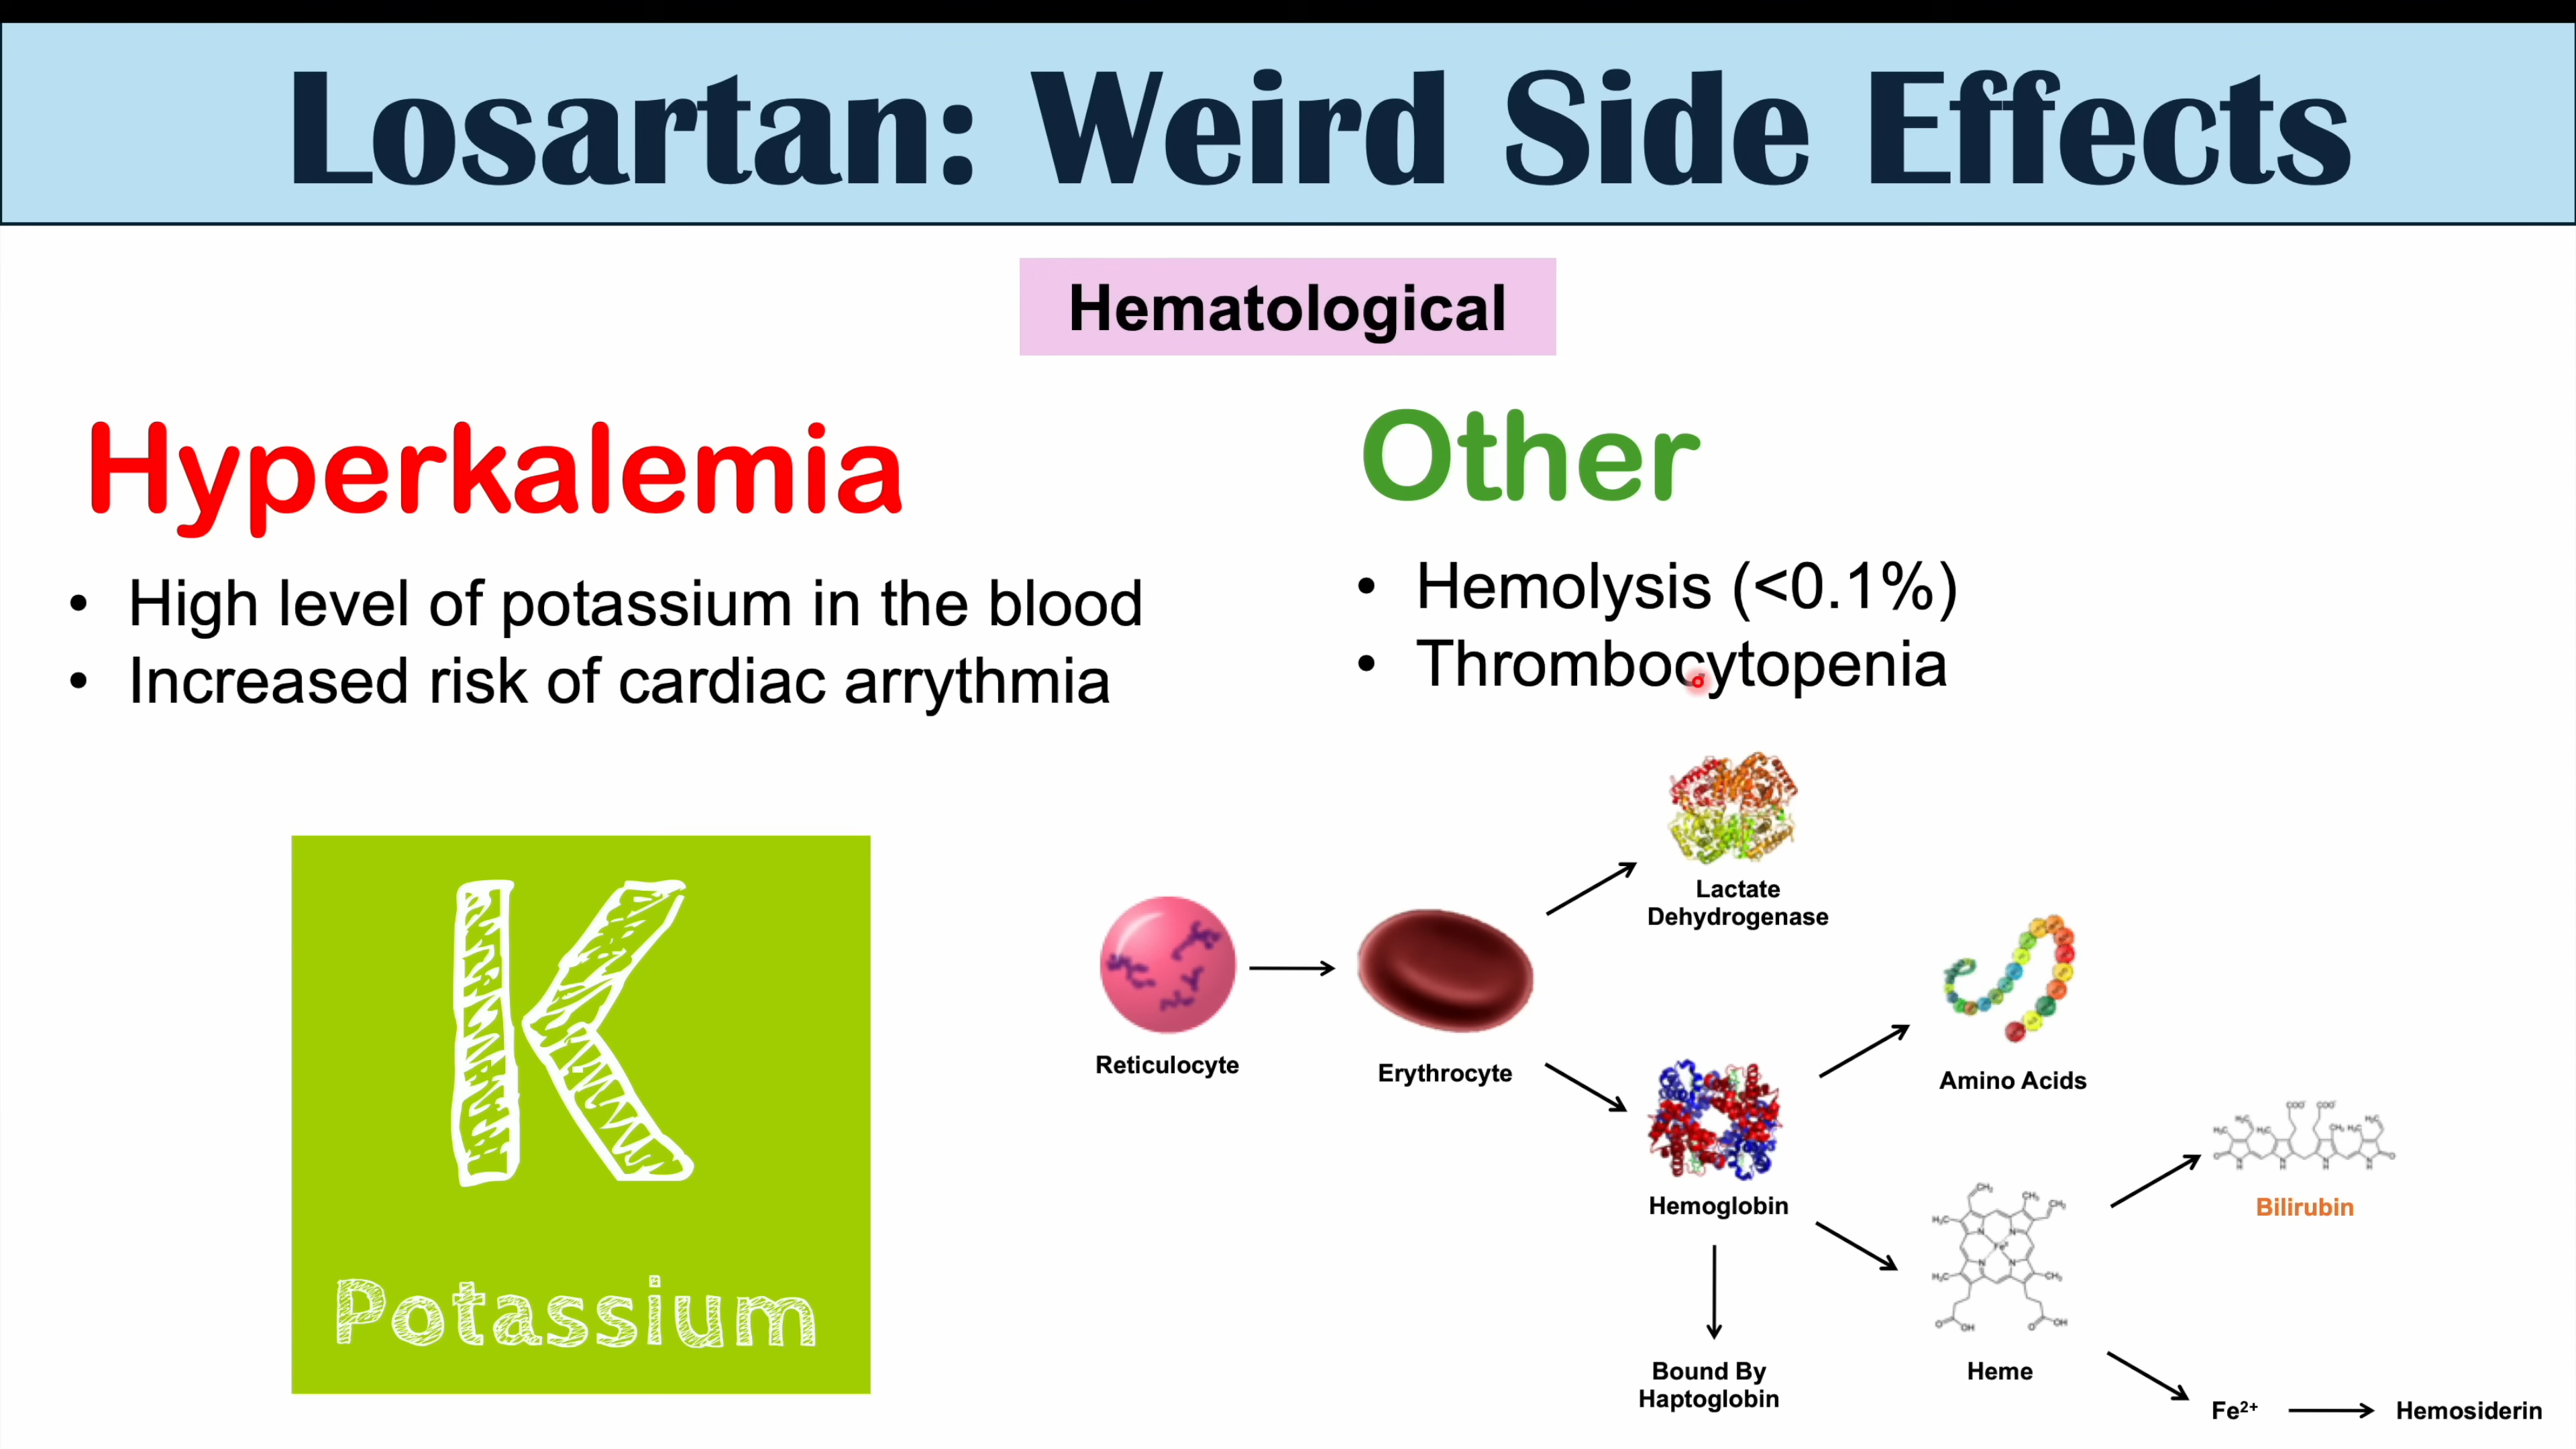 Losartan: Weird Side Effects
Hematological
Hyperkalemia
• High level of potassium in the blood
• Increased risk of cardiac arrythmia
K
Potassium
Other
• Hemolysis (<0.1%)
• Thrombocytopenia
Reticulocyte
Erythrocyte
Lactate
Dehydrogenase
Hemoglobin
Amino Acids
Bound By
Haptoglobin
Heme
Bilirubin
Fe²⁺
Hemosiderin